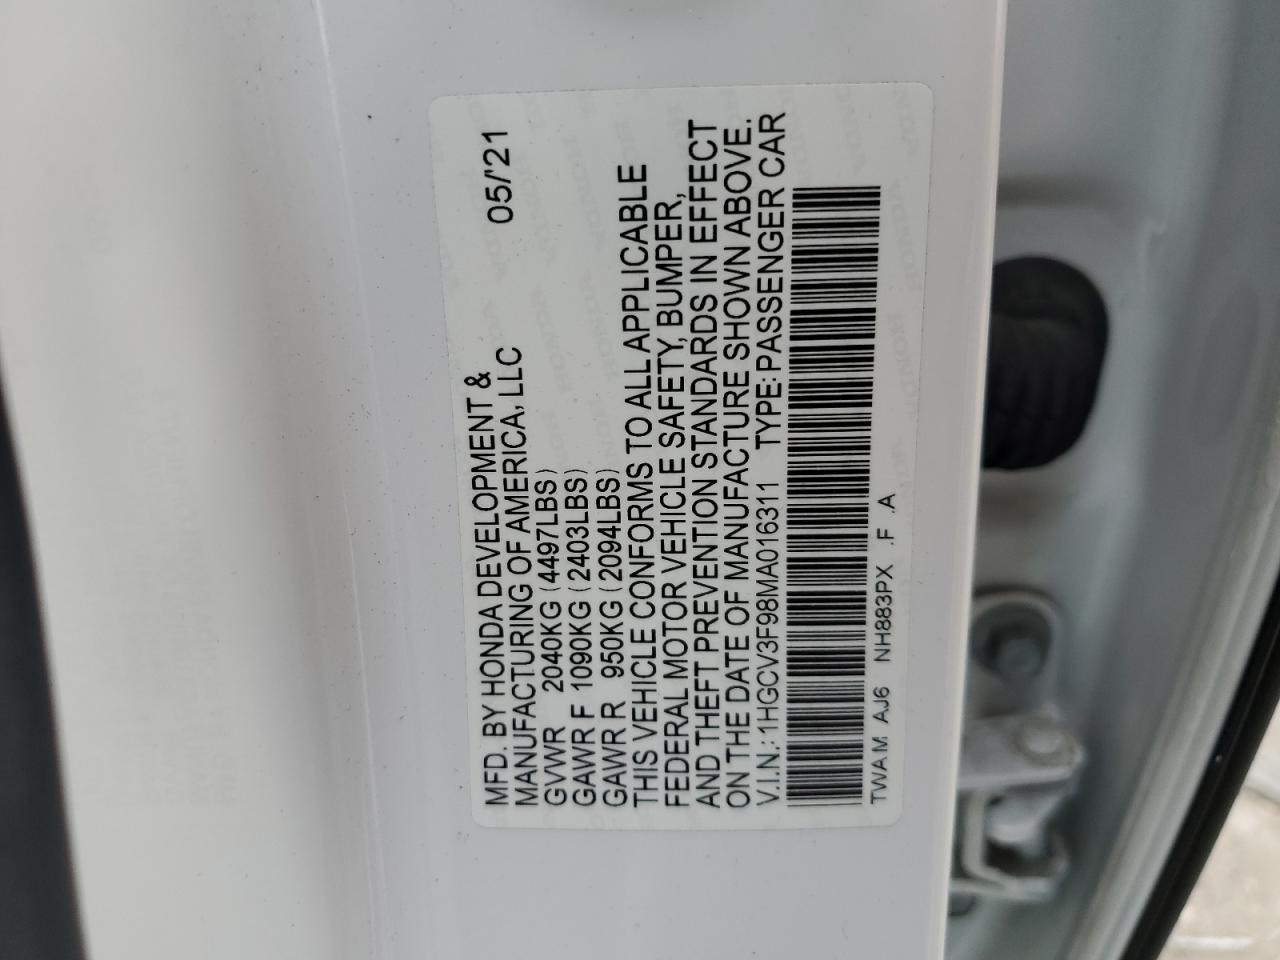 MFD. BY HONDA DEVELOPMENT & 05/'21
MANUFACTURING OF AMERICA, LLC
GVWR 2040KG (4497LBS)
GAWR F 1090KG (2403LBS)
GAWR R 950KG (2094LBS)
THIS VEHICLE CONFORMS TO ALL APPLICABLE
FEDERAL MOTOR VEHICLE SAFETY, BUMPER,
AND THEFT PREVENTION STANDARDS IN EFFECT
ON THE DATE OF MANUFACTURE SHOWN ABOVE.
V.I.N.: 1HGCV3F98MA016311 TYPE: PASSENGER CAR
TWAM AJ6 NH883PX .F .A